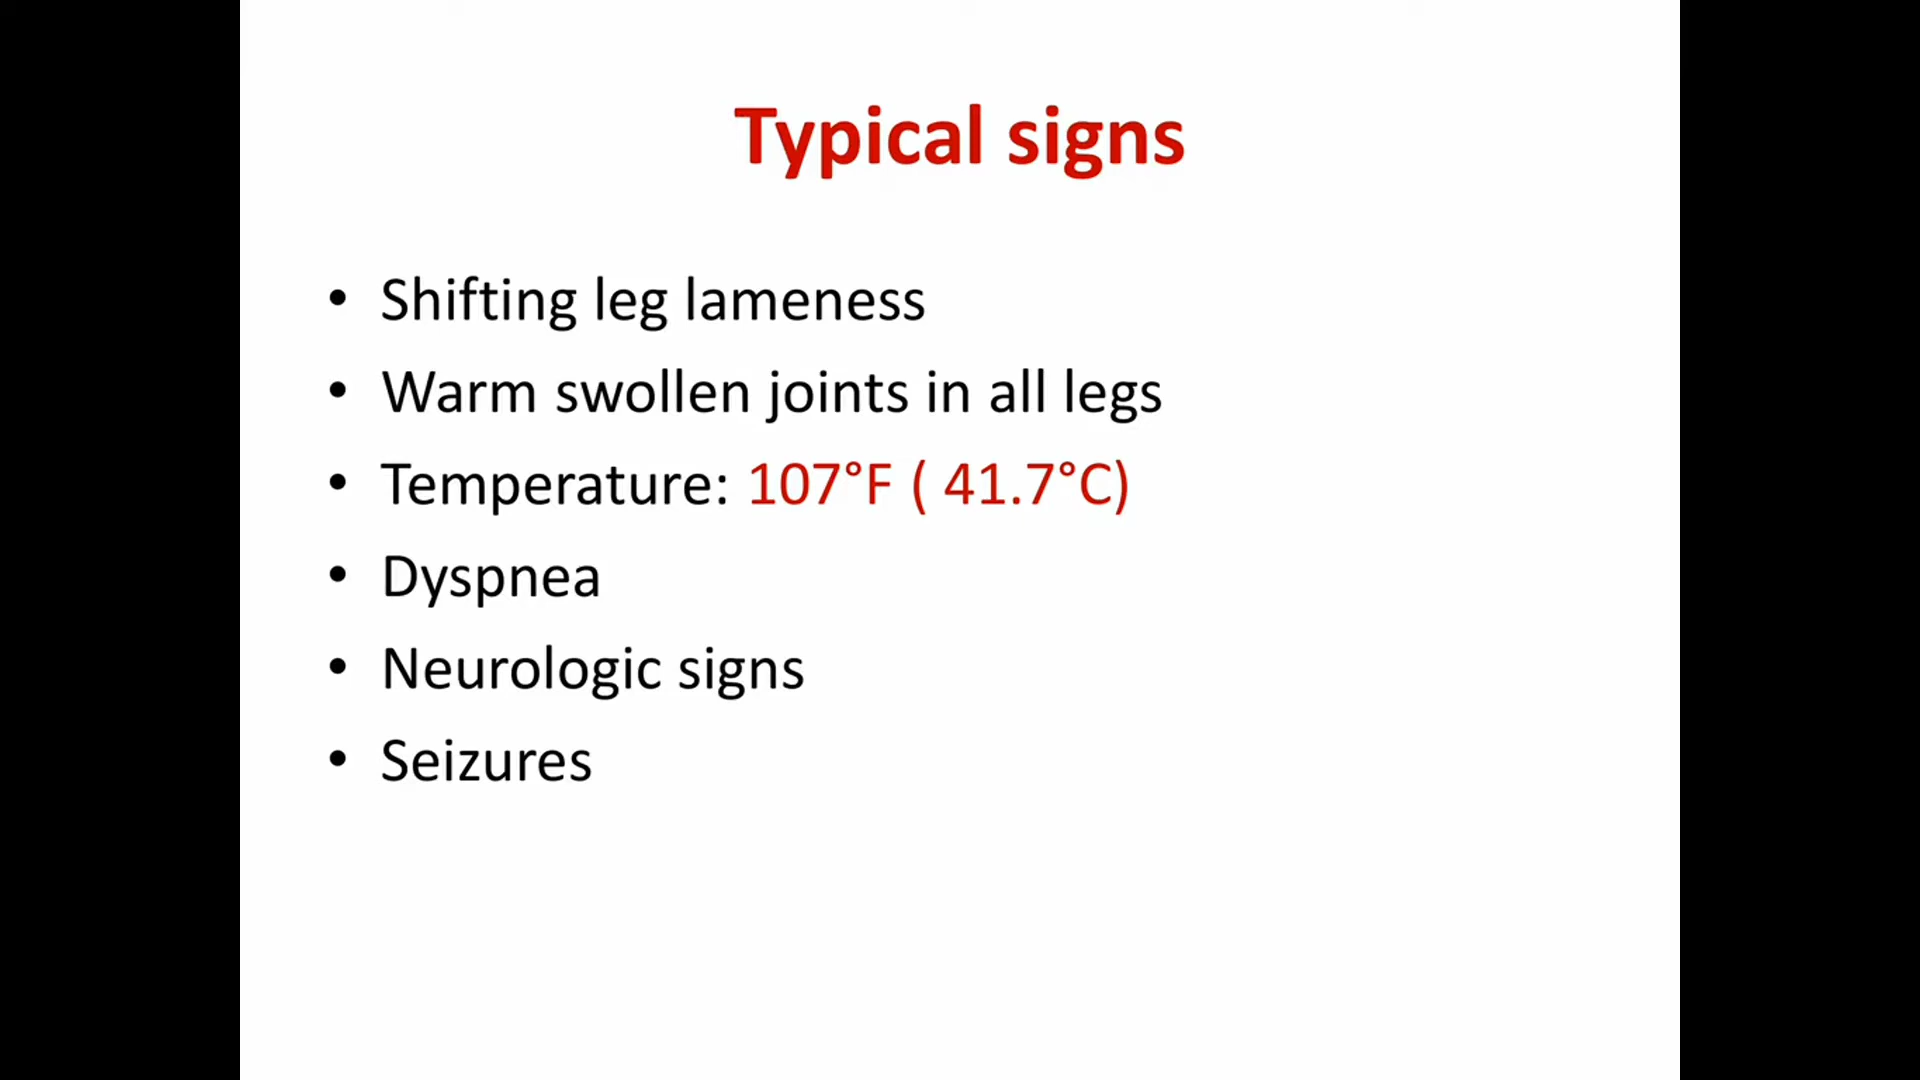 Typical signs
• Shifting leg lameness
• Warm swollen joints in all legs
• Temperature: 107°F ( 41.7°C)
• Dyspnea
• Neurologic signs
• Seizures